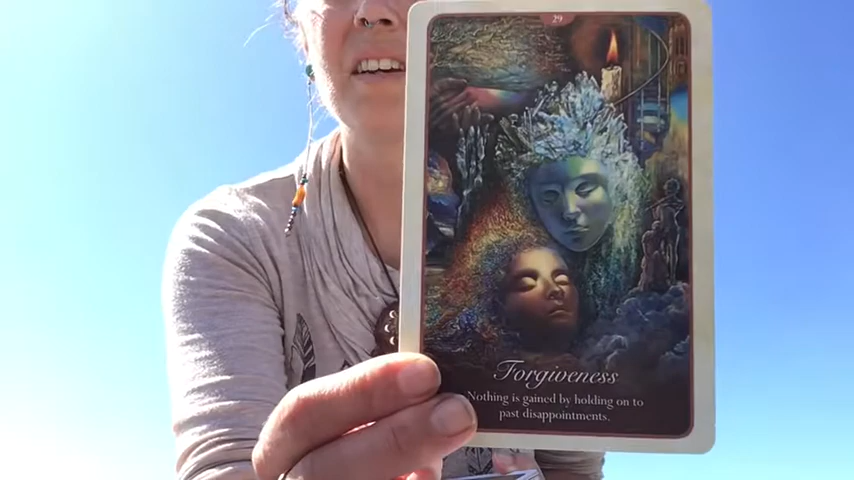 29
Forgiveness
Nothing is gained by holding on to
past disappointments.